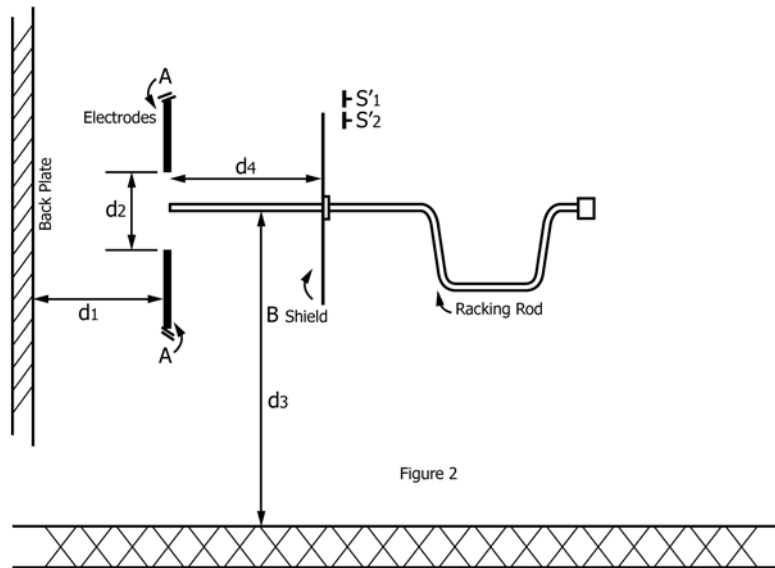 A
Electrodes
S'1
S'2
d4
Back Plate
d2
d1
B Shield
Racking Rod
A
d3
Figure 2